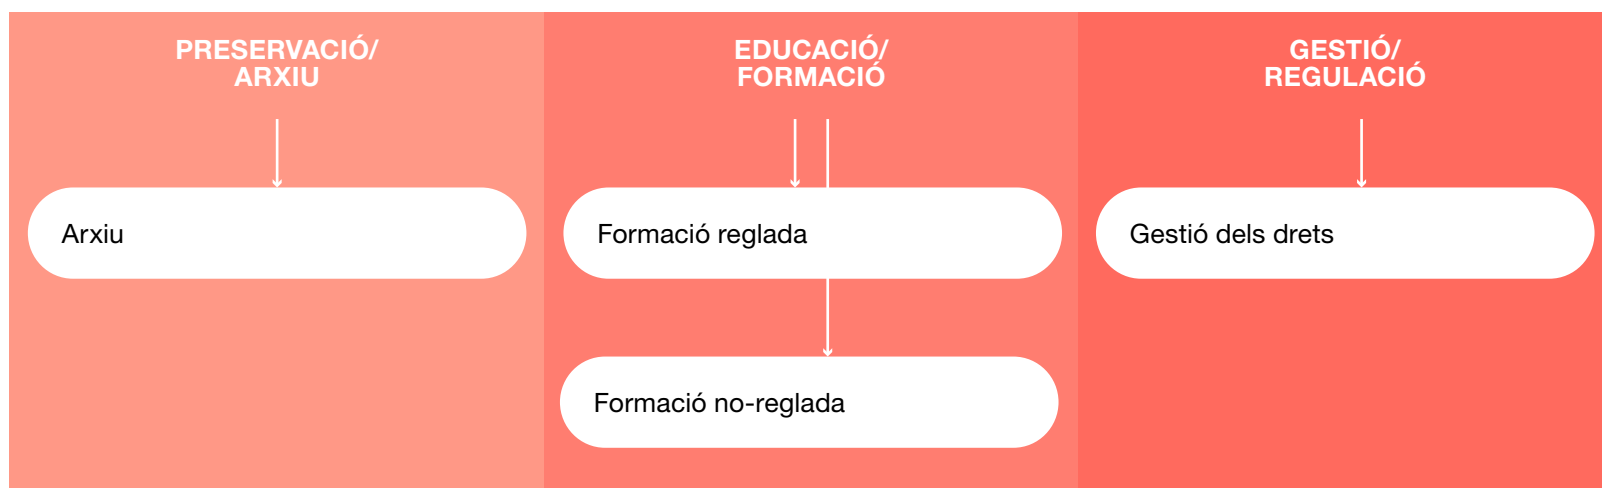 PRESERVACIÓ/
ARXIU
Arxiu
EDUCACIÓ/
FORMACIÓ
Formació reglada
Formació no-reglada
GESTIÓ/
REGULACIÓ
Gestió dels drets